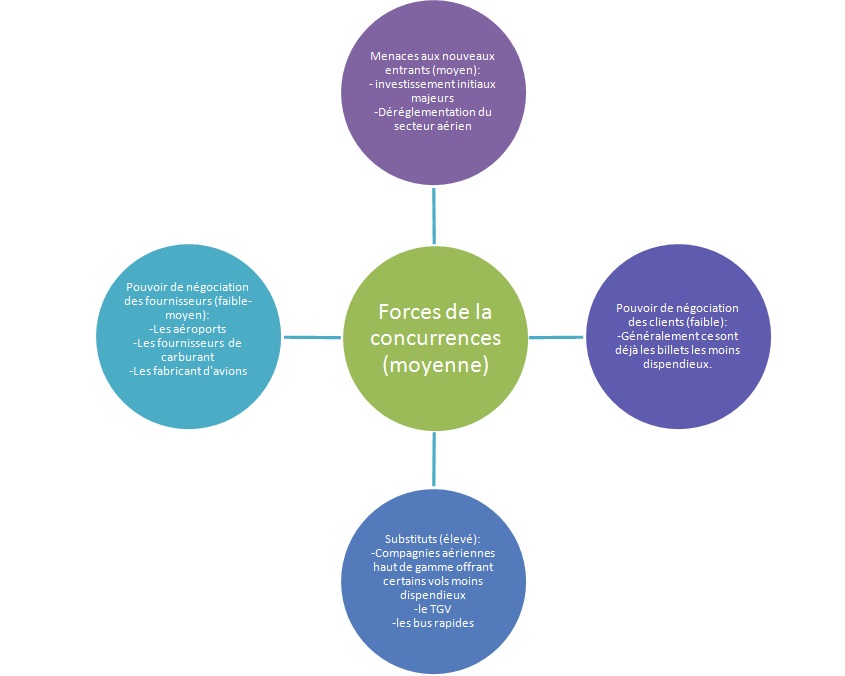 Menaces aux nouveaux
entrants (moyen):
- investissement initiaux
majeurs
-Déréglementation du
secteur aérien
Pouvoir de négociation
des fournisseurs (faible-
moyen):
-Les aéroports
-Les fournisseurs de
carburant
-Les fabricant d'avions
Forces de la
concurrences
(moyenne)
Pouvoir de négociation
des clients (faible):
-Généralement ce sont
déjà les billets les moins
dispendieux.
Substituts (élevé):
-Compagnies aériennes
haut de gamme offrant
certains vols moins
dispendieux
-le TGV
-les bus rapides